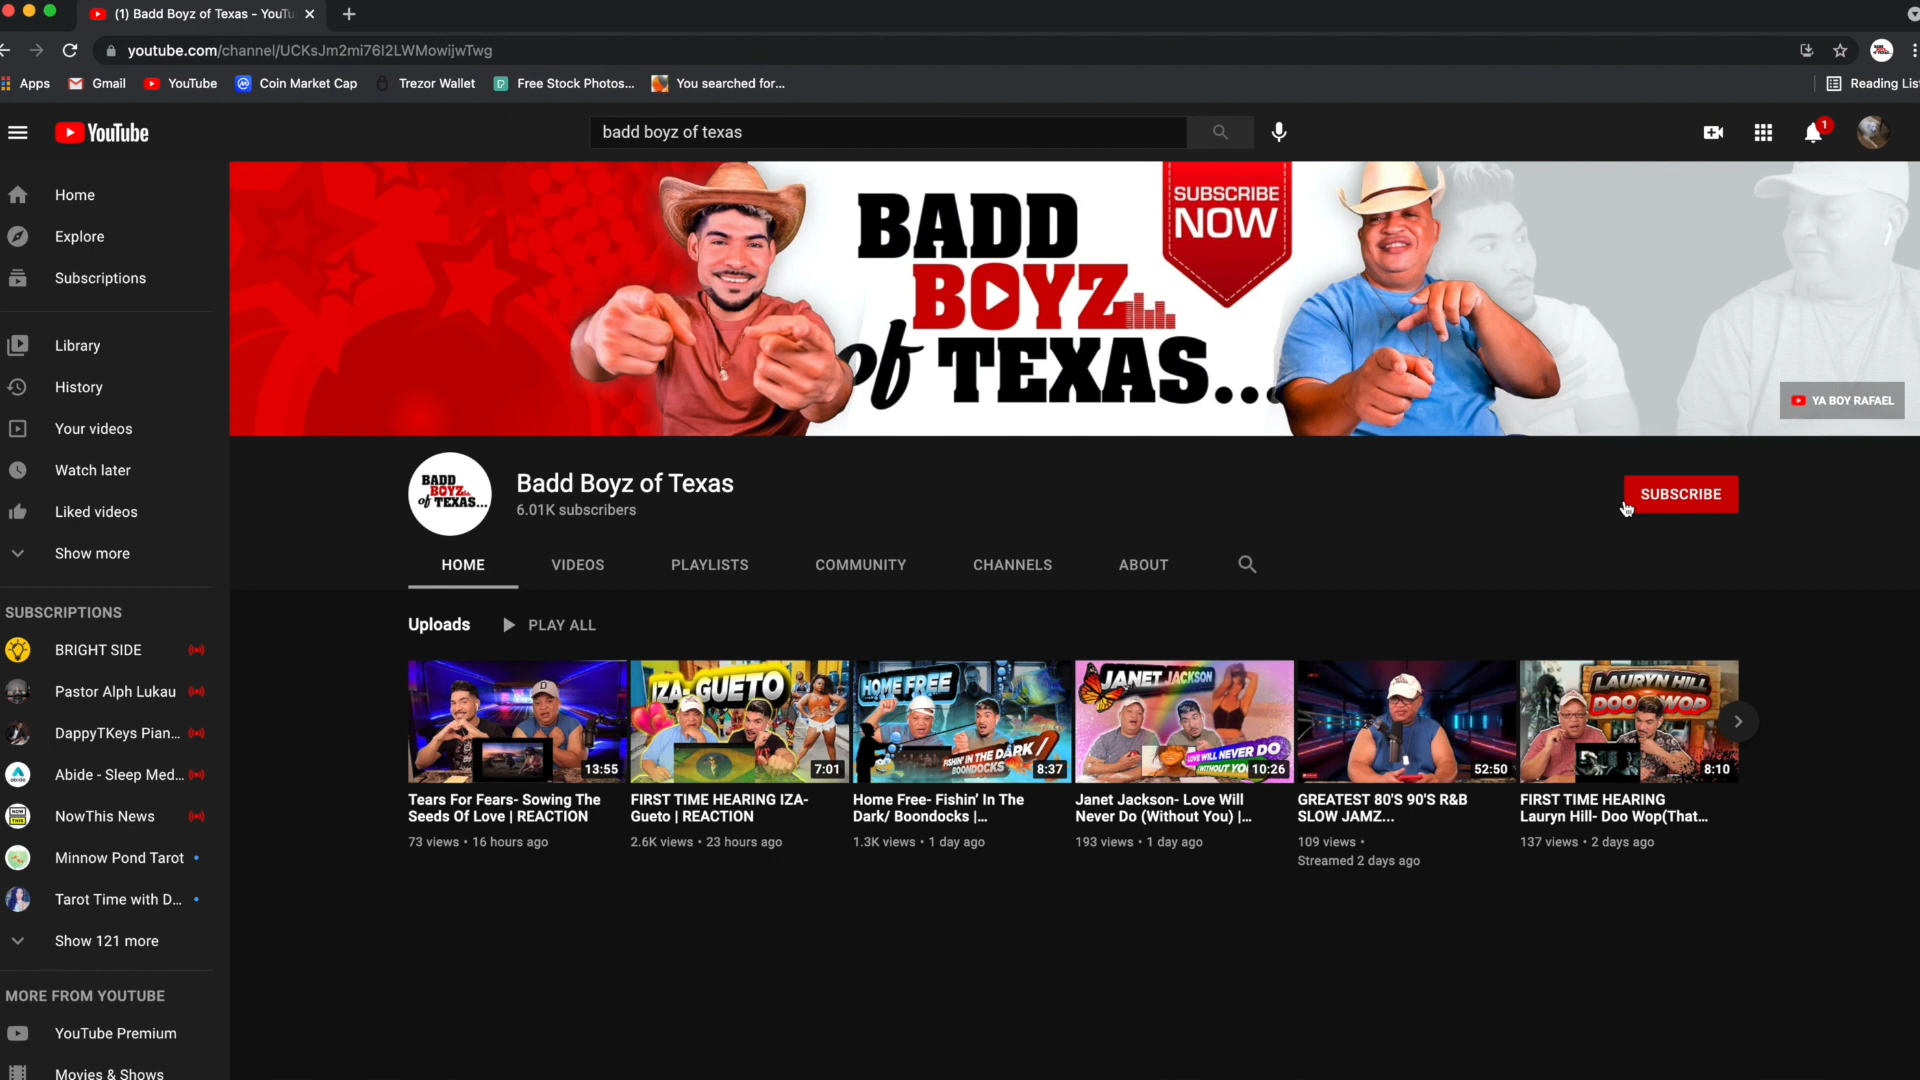 (1) Badd Boyz of Texas - YouTu
youtube.com/channel/UCKsJm2mi76I2LWMowijwTwg
Apps
Gmail
YouTube
Coin Market Cap
Trezor Wallet
Free Stock Photos...
You searched for...
Reading List
YouTube
badd boyz of texas
1
Home
Explore
Subscriptions
Library
History
Your videos
Watch later
Liked videos
Show more
SUBSCRIPTIONS
BRIGHT SIDE
Pastor Alph Lukau
DappyTKeys Pian...
Abide - Sleep Med...
NowThis News
Minnow Pond Tarot
Tarot Time with D...
Show 121 more
MORE FROM YOUTUBE
YouTube Premium
Movies & Shows
BADD
BOYZ
of TEXAS...
SUBSCRIBE
NOW
YA BOY RAFAEL
BADD
BOYZ
of TEXAS...
Badd Boyz of Texas
6.01K subscribers
SUBSCRIBE
HOME
VIDEOS
PLAYLISTS
COMMUNITY
CHANNELS
ABOUT
Uploads
PLAY ALL
13:55
Tears For Fears- Sowing The
Seeds Of Love | REACTION
73 views • 16 hours ago
IZA- GUETO
7:01
FIRST TIME HEARING IZA-
Gueto | REACTION
2.6K views • 23 hours ago
HOME FREE
FISHIN' IN THE DARK /
BOONDOCKS
8:37
Home Free- Fishin' In The
Dark/ Boondocks |...
1.3K views • 1 day ago
JANET JACKSON
LOVE WILL NEVER DO
(WITHOUT YO
10:26
Janet Jackson- Love Will
Never Do (Without You) |...
193 views • 1 day ago
52:50
GREATEST 80'S 90'S R&B
SLOW JAMZ...
109 views •
Streamed 2 days ago
LAURYN HILL
DOO WOP
8:10
FIRST TIME HEARING
Lauryn Hill- Doo Wop(That...
137 views • 2 days ago